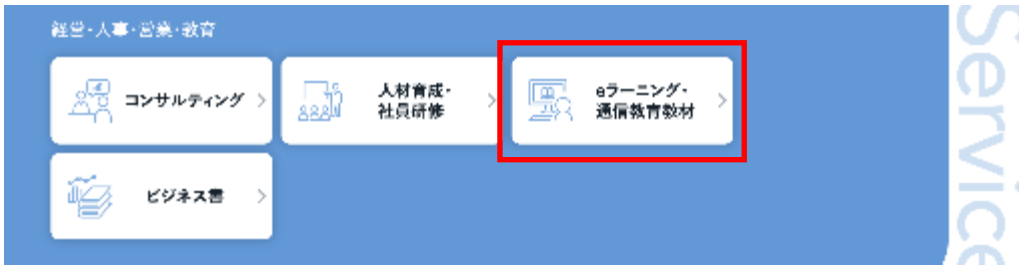 経営・人事・営業・教育
コンサルティング
人材育成・
社員研修
eラーニング・
通信教育教材
ビジネス書
Service